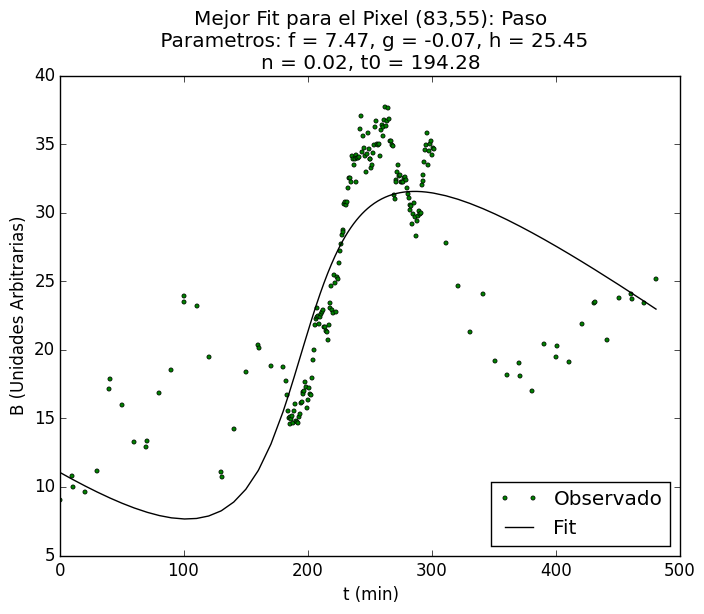 Mejor Fit para el Pixel (83,55): Paso
Parametros: f = 7.47, g = -0.07, h = 25.45
n = 0.02, t0 = 194.28
40
35
30
25
20
15
10
5
B (Unidades Arbitrarias)
Observado
Fit
0 100 200 300 400 500
t (min)